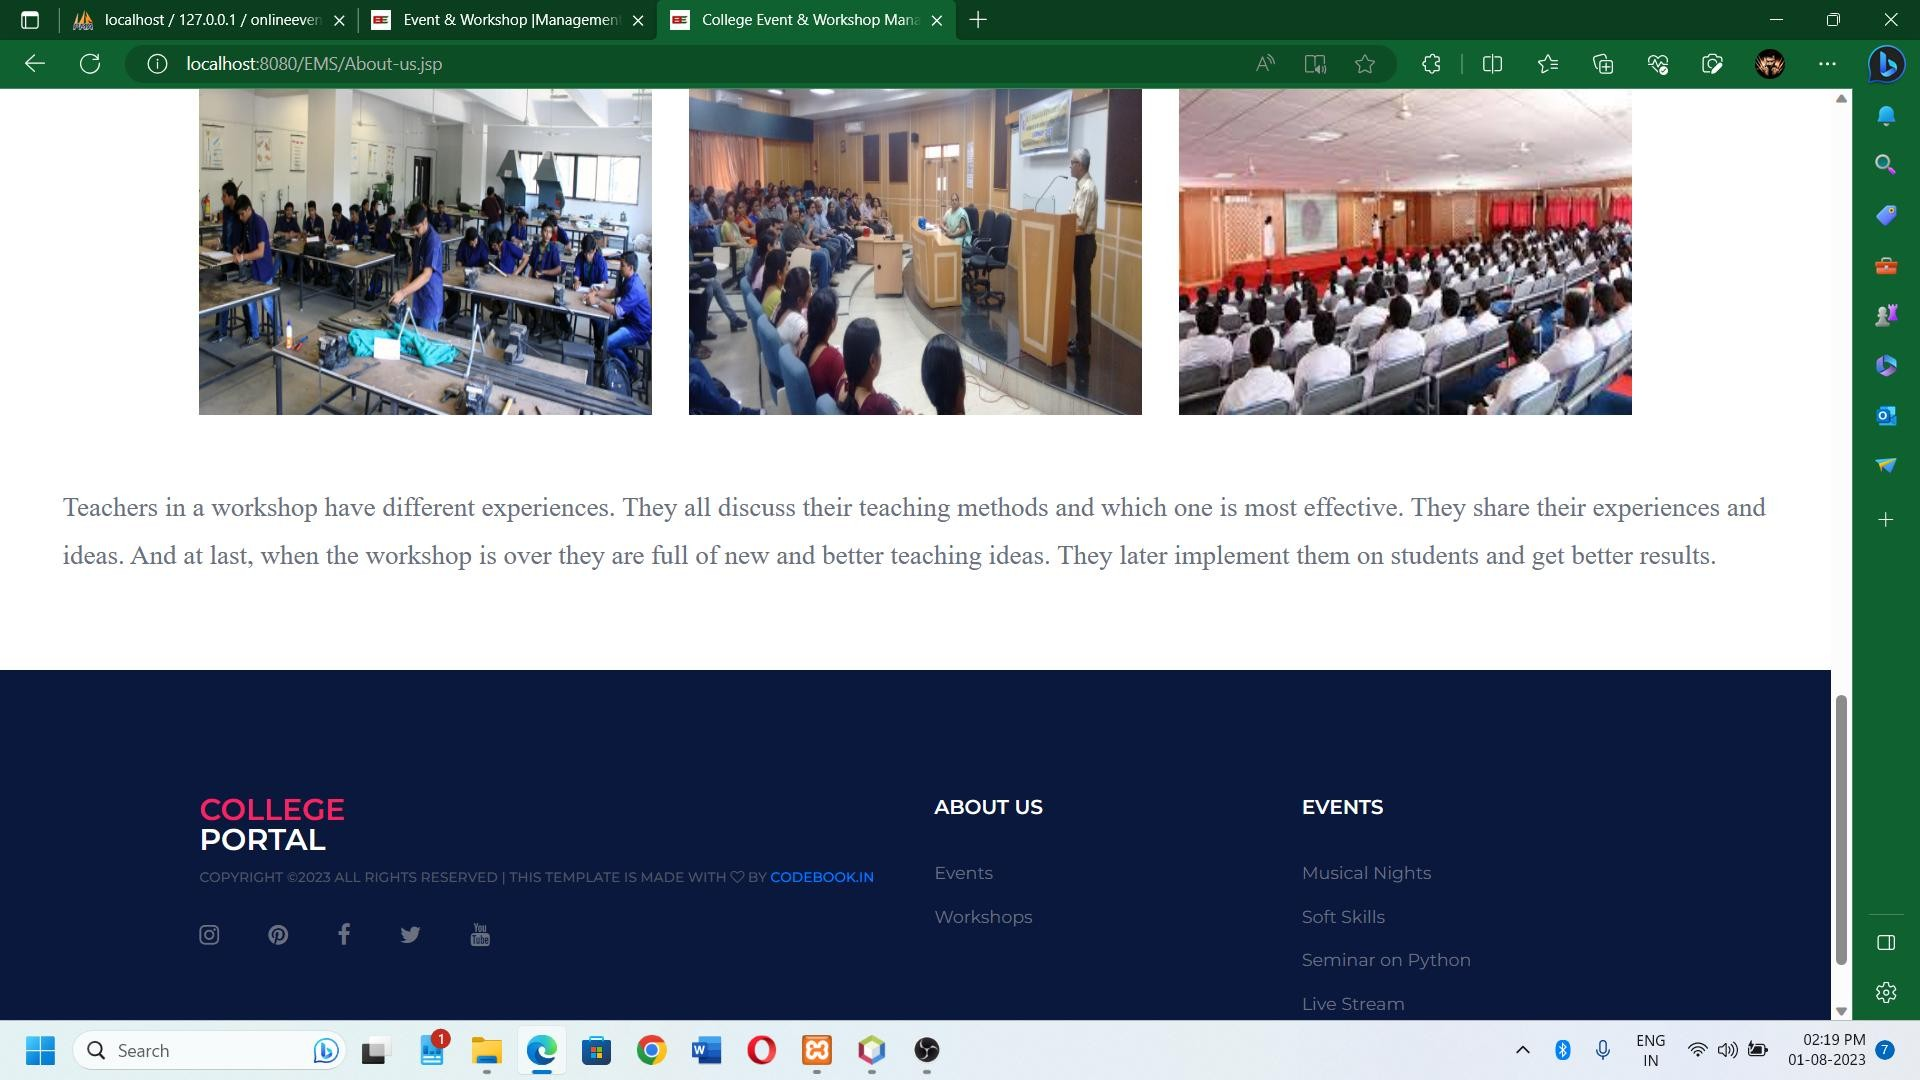 localhost / 127.0.0.1 / onlineeven
Event & Workshop |Management
College Event & Workshop Mana
localhost:8080/EMS/About-us.jsp
Teachers in a workshop have different experiences. They all discuss their teaching methods and which one is most effective. They share their experiences and
ideas. And at last, when the workshop is over they are full of new and better teaching ideas. They later implement them on students and get better results.
COLLEGE
PORTAL
COPYRIGHT ©2023 ALL RIGHTS RESERVED | THIS TEMPLATE IS MADE WITH ♡ BY CODEBOOK.IN
You
Tube
ABOUT US
Events
Workshops
EVENTS
Musical Nights
Soft Skills
Seminar on Python
Live Stream
Search
1
ENG
IN
02:19 PM
01-08-2023
7